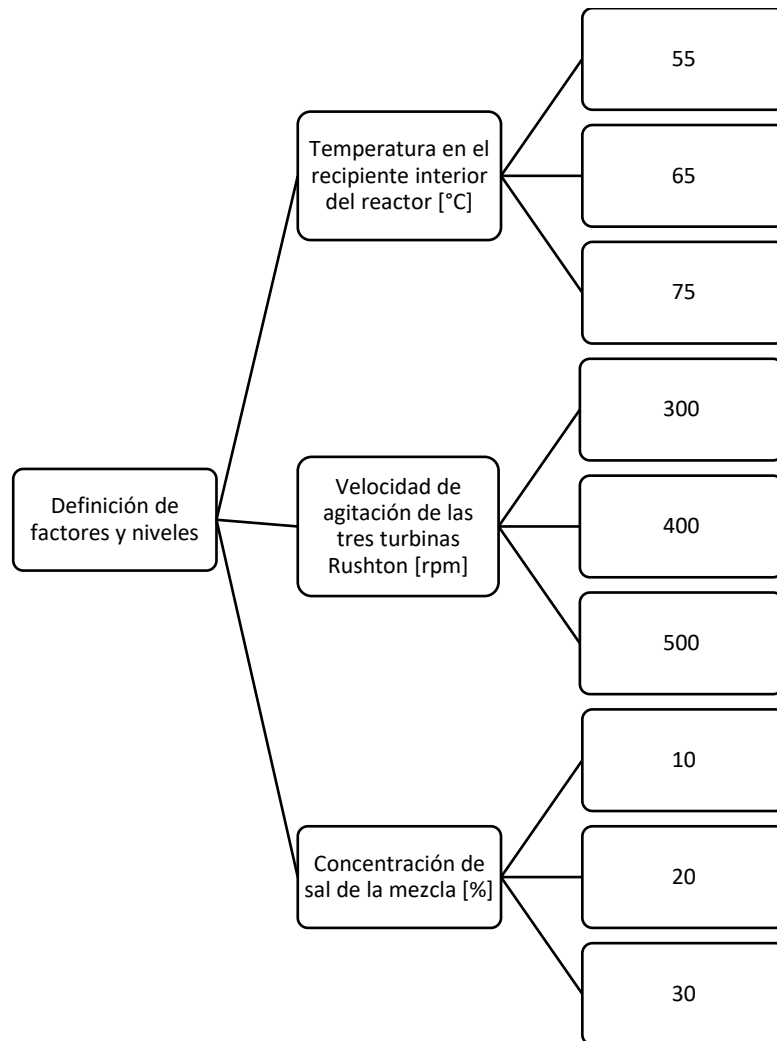 Definición de
factores y niveles
Temperatura en el
recipiente interior
del reactor [°C]
55
65
75
Velocidad de
agitación de las
tres turbinas
Rushton [rpm]
300
400
500
Concentración de
sal de la mezcla [%]
10
20
30